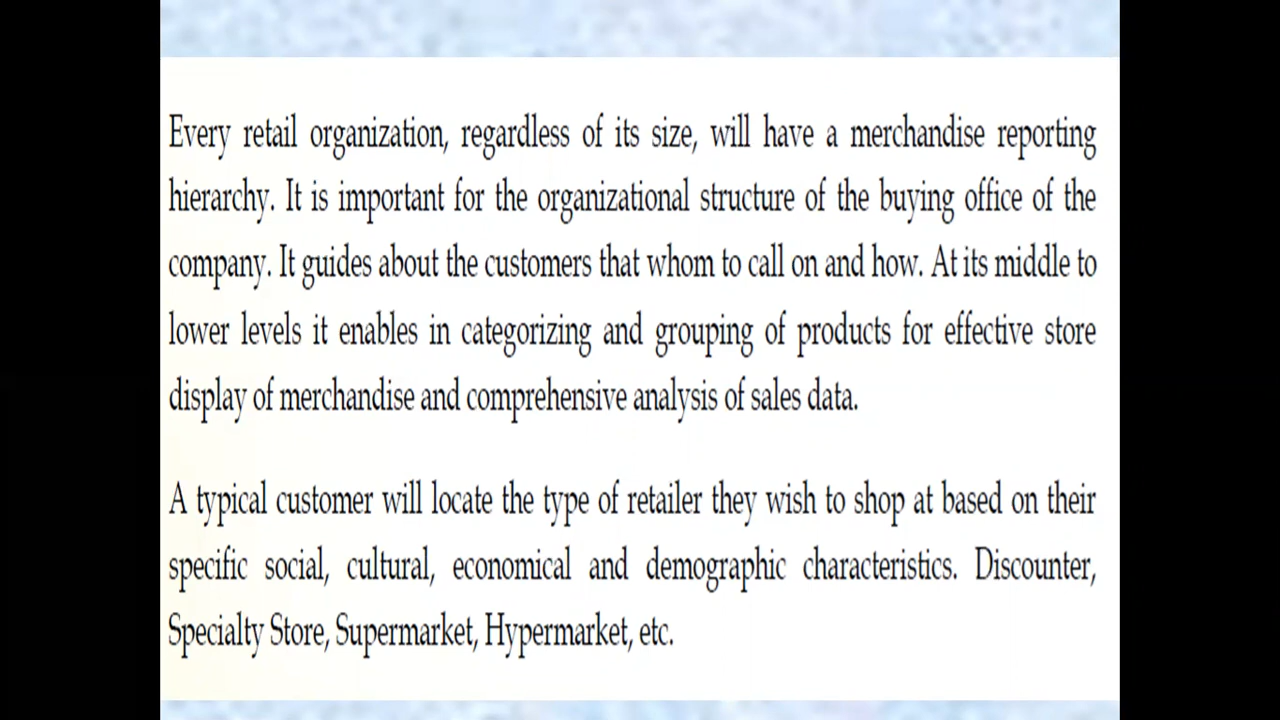 Every retail organization, regardless of its size, will have a merchandise reporting
hierarchy. It is important for the organizational structure of the buying office of the
company. It guides about the customers that whom to call on and how. At its middle to
lower levels it enables in categorizing and grouping of products for effective store
display of merchandise and comprehensive analysis of sales data.
A typical customer will locate the type of retailer they wish to shop at based on their
specific social, cultural, economical and demographic characteristics. Discounter,
Specialty Store, Supermarket, Hypermarket, etc.